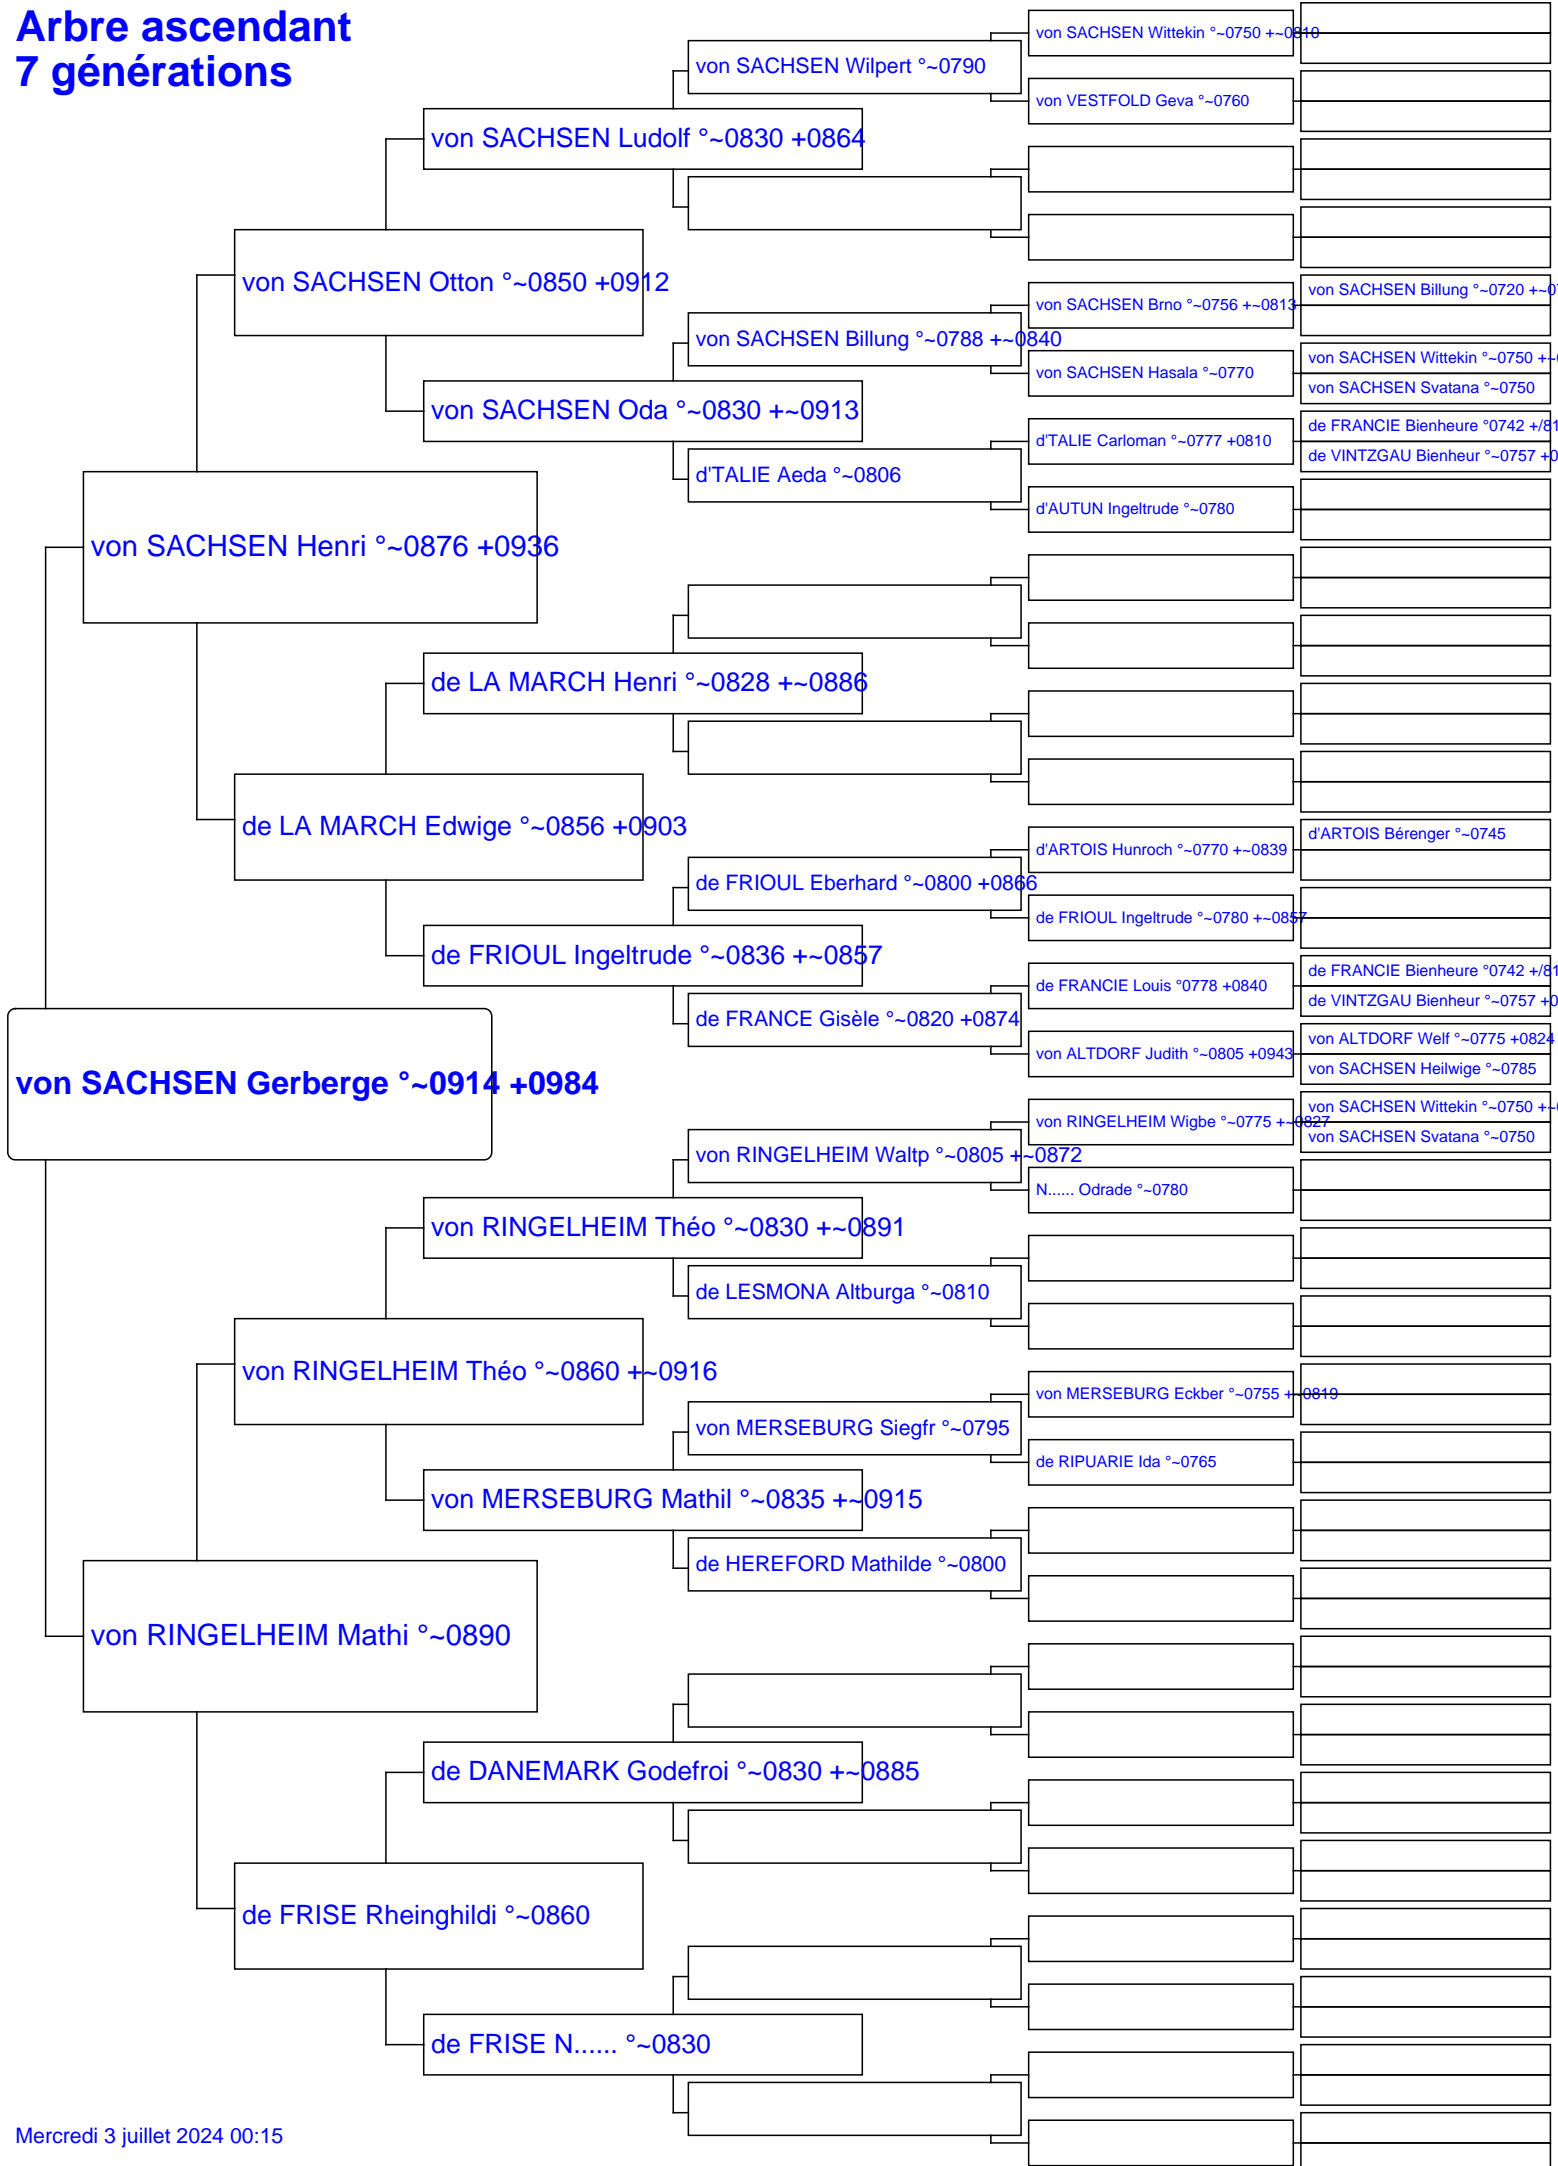 Arbre ascendant
7 générations
von SACHSEN Wittekin °~0750 +~0810
von SACHSEN Wilpert °~0790
von VESTFOLD Geva °~0760
von SACHSEN Ludolf °~0830 +0864
von SACHSEN Otton °~0850 +0912
von SACHSEN Billung °~0720 +~0
von SACHSEN Brno °~0756 +~0813
von SACHSEN Billung °~0788 +~0840
von SACHSEN Wittekin °~0750 +~0
von SACHSEN Hasala °~0770
von SACHSEN Svatana °~0750
von SACHSEN Oda °~0830 +~0913
de FRANCIE Bienheure °0742 +/81
d'TALIE Carloman °~0777 +0810
de VINTZGAU Bienheur °~0757 +0
d'TALIE Aeda °~0806
d'AUTUN Ingeltrude °~0780
von SACHSEN Henri °~0876 +0936
de LA MARCH Henri °~0828 +~0886
de LA MARCH Edwige °~0856 +0903
d'ARTOIS Bérenger °~0745
d'ARTOIS Hunroch °~0770 +~0839
de FRIOUL Eberhard °~0800 +0866
de FRIOUL Ingeltrude °~0780 +~0857
de FRIOUL Ingeltrude °~0836 +~0857
de FRANCIE Bienheure °0742 +/81
de FRANCIE Louis °0778 +0840
de VINTZGAU Bienheur °~0757 +0
de FRANCE Gisèle °~0820 +0874
von ALTDORF Welf °~0775 +0824
von ALTDORF Judith °~0805 +0943
von SACHSEN Heilwige °~0785
von SACHSEN Gerberge °~0914 +0984
von SACHSEN Wittekin °~0750 +~0
von RINGELHEIM Wigbe °~0775 +~0827
von SACHSEN Svatana °~0750
von RINGELHEIM Waltp °~0805 +~0872
N...... Odrade °~0780
von RINGELHEIM Théo °~0830 +~0891
de LESMONA Altburga °~0810
von RINGELHEIM Théo °~0860 +~0916
von MERSEBURG Eckber °~0755 +~0819
von MERSEBURG Siegfr °~0795
de RIPUARIE Ida °~0765
von MERSEBURG Mathil °~0835 +~0915
de HEREFORD Mathilde °~0800
von RINGELHEIM Mathi °~0890
de DANEMARK Godefroi °~0830 +~0885
de FRISE Rheinghildi °~0860
de FRISE N...... °~0830
Mercredi 3 juillet 2024 00:15